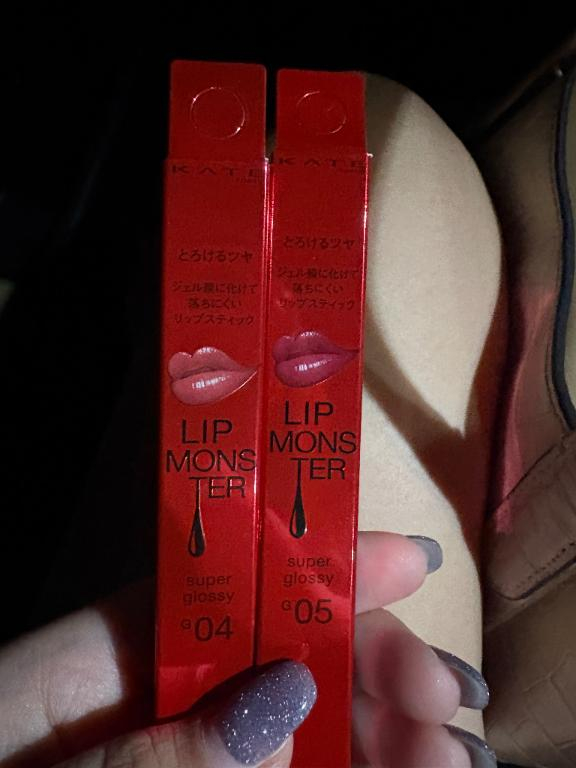 KATE
とろけるツヤ
ジェル膜に化けて
落ちにくい
リップスティック
LIP
MONS
TER
super
glossy
G04
KATE
とろけるツヤ
ジェル膜に化けて
落ちにくい
リップスティック
LIP
MONS
TER
super
glossy
G05